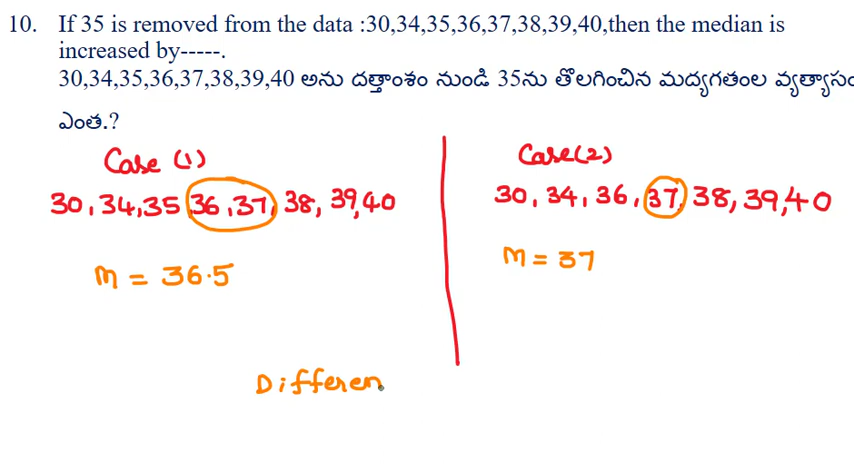 10. If 35 is removed from the data :30,34,35,36,37,38,39,40,then the median is
increased by-----.
30,34,35,36,37,38,39,40 అను దత్తాంశం నుండి 35ను తొలగించిన మధ్యగతంల వ్యత్యాసం
ఎంత.?
Case (1)
30, 34, 35 36, 37, 38, 39, 40
M = 36.5
Case(2)
30, 34, 36, 37, 38, 39, 40
M = 37
Differen